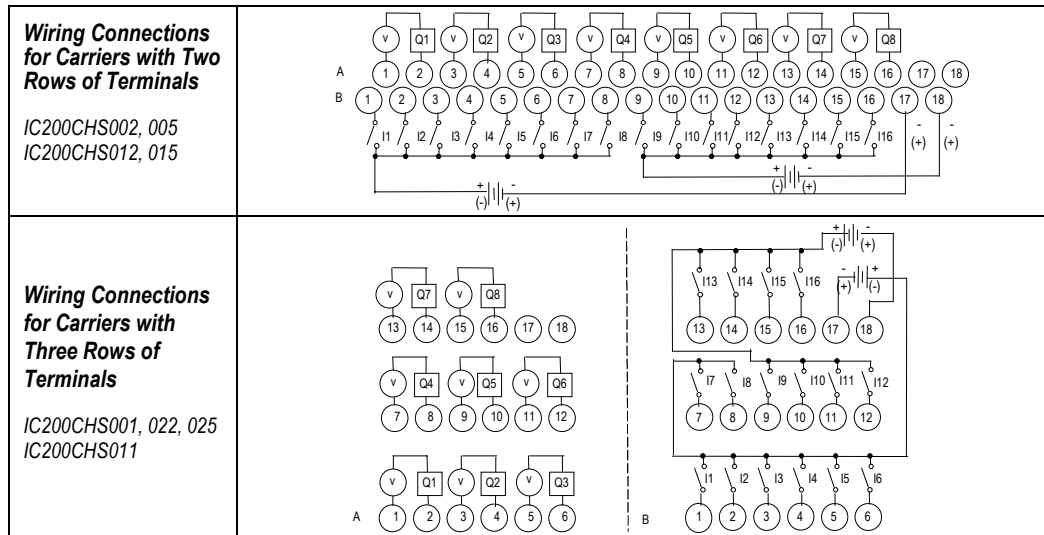 Wiring Connections
for Carriers with Two
Rows of Terminals
IC200CHS002, 005
IC200CHS012, 015
v Q1 v Q2 v Q3 v Q4 v Q5 v Q6 v Q7 v Q8
A 1 2 3 4 5 6 7 8 9 10 11 12 13 14 15 16 17 18
B 1 2 3 4 5 6 7 8 9 10 11 12 13 14 15 16 17 18
I1 I2 I3 I4 I5 I6 I7 I8 I9 I10 I11 I12 I13 I14 I15 I16
- -
(+) (+)
+ -
(-) (+)
+ -
(-) (+)
Wiring Connections
for Carriers with
Three Rows of
Terminals
IC200CHS001, 022, 025
IC200CHS011
v Q7 v Q8
13 14 15 16 17 18
v Q4 v Q5 v Q6
7 8 9 10 11 12
v Q1 v Q2 v Q3
A 1 2 3 4 5 6
+ -
(-) (+)
- +
(+) (-)
I13 I14 I15 I16
13 14 15 16 17 18
I7 I8 I9 I10 I11 I12
7 8 9 10 11 12
I1 I2 I3 I4 I5 I6
B 1 2 3 4 5 6